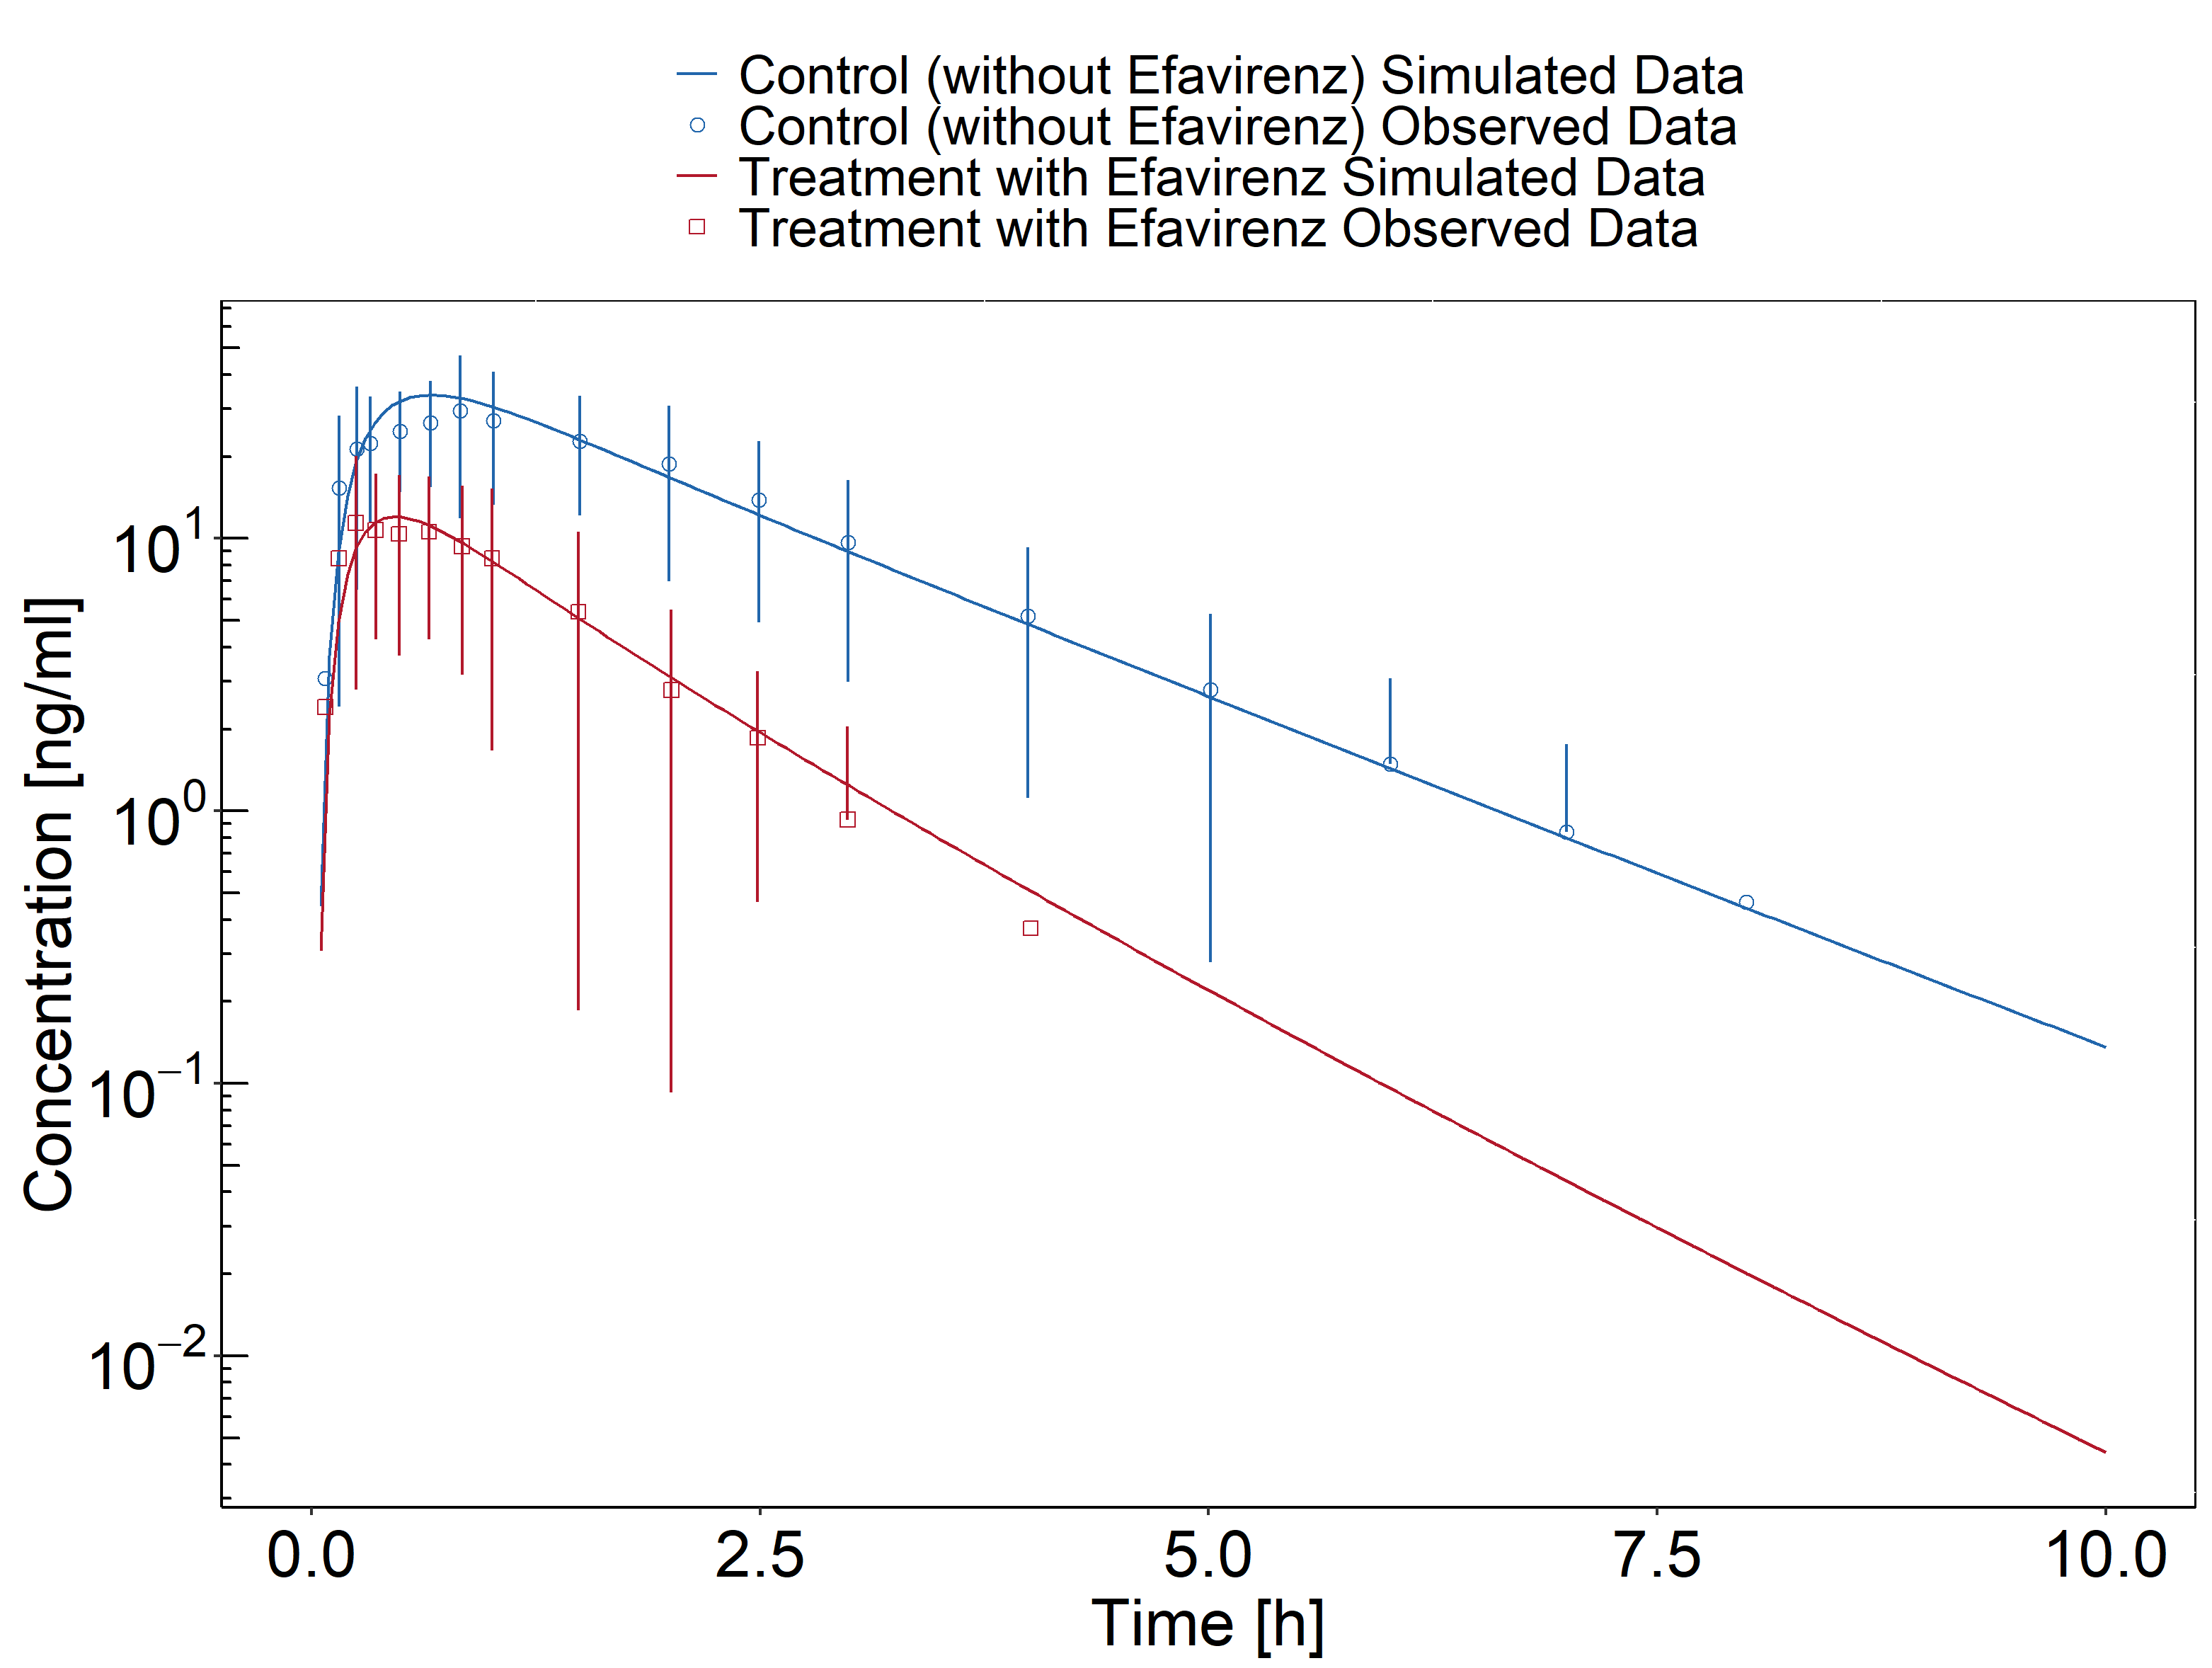 Control (without Efavirenz) Simulated Data
Control (without Efavirenz) Observed Data
Treatment with Efavirenz Simulated Data
Treatment with Efavirenz Observed Data
Concentration [ng/ml]
10¹
10⁰
10⁻¹
10⁻²
0.0 2.5 5.0 7.5 10.0
Time [h]